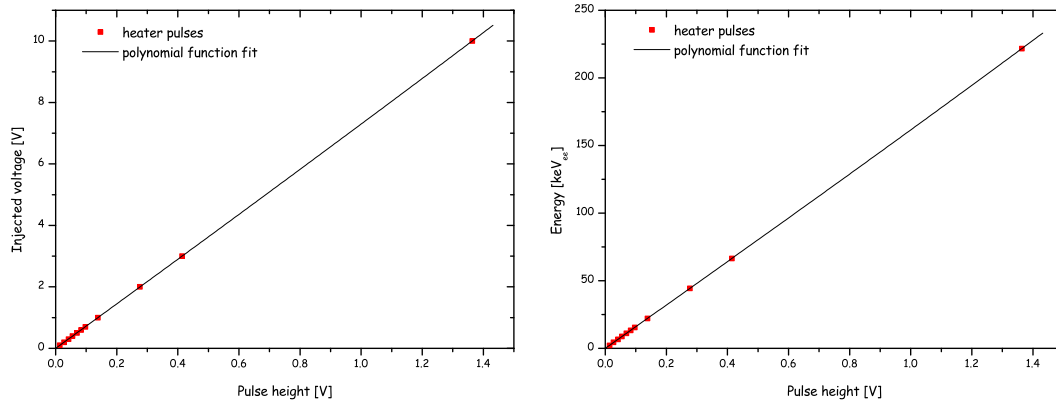 heater pulses
polynomial function fit
Injected voltage [V]
10
8
6
4
2
0
0.0 0.2 0.4 0.6 0.8 1.0 1.2 1.4
Pulse height [V]
heater pulses
polynomial function fit
Energy [keV_ee]
250
200
150
100
50
0
0.0 0.2 0.4 0.6 0.8 1.0 1.2 1.4
Pulse height [V]